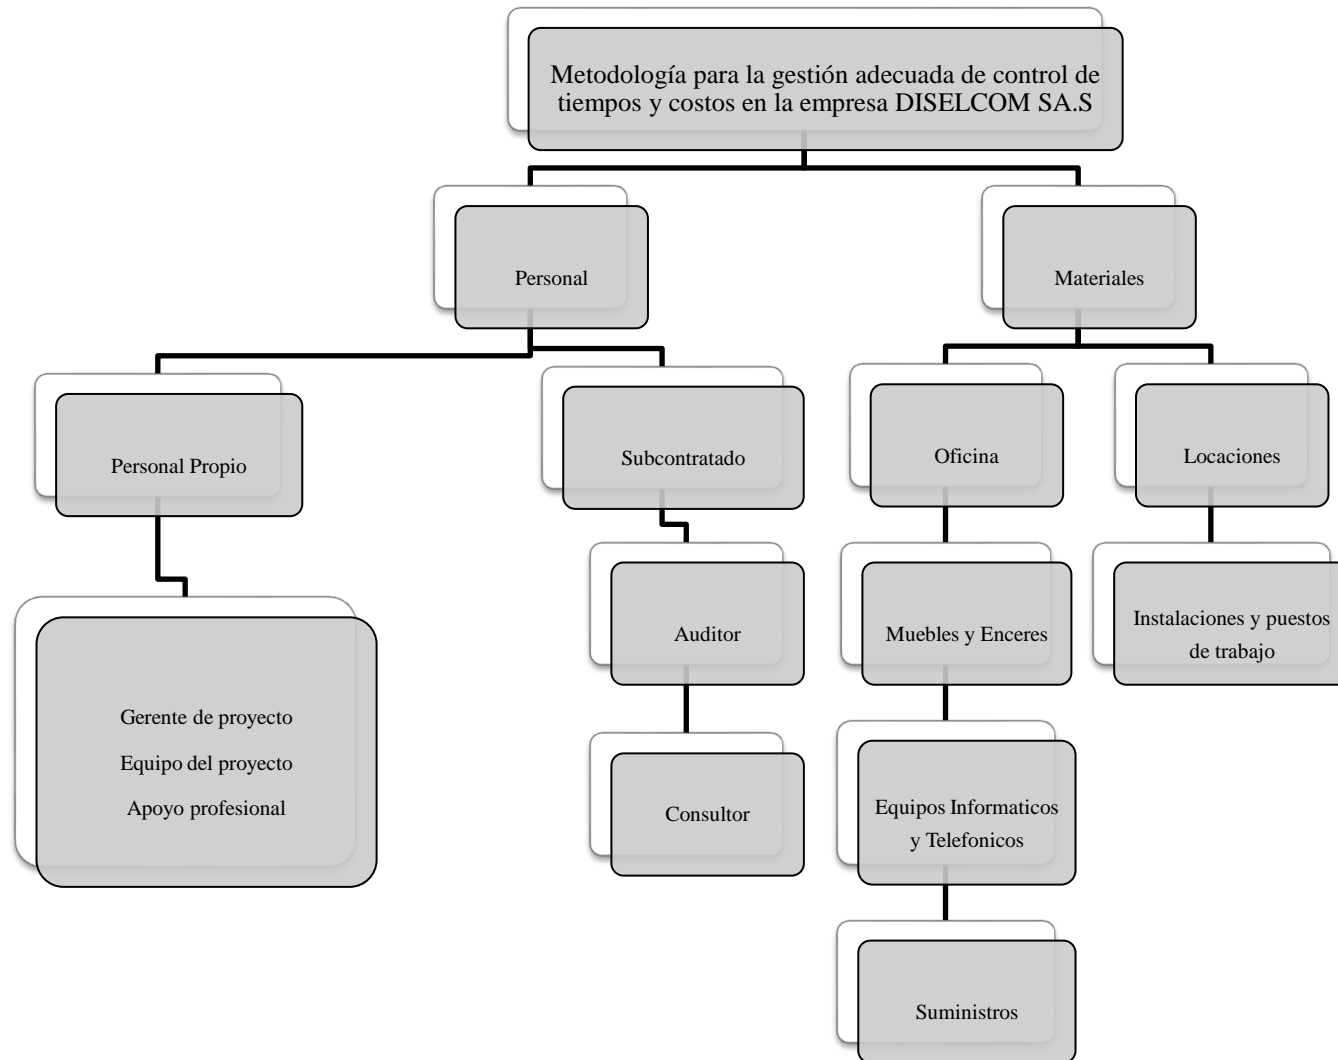 Metodología para la gestión adecuada de control de
tiempos y costos en la empresa DISELCOM SA.S
Personal
Materiales
Personal Propio
Subcontratado
Oficina
Locaciones
Gerente de proyecto
Equipo del proyecto
Apoyo profesional
Auditor
Consultor
Muebles y Enceres
Equipos Informaticos
y Telefonicos
Suministros
Instalaciones y puestos
de trabajo